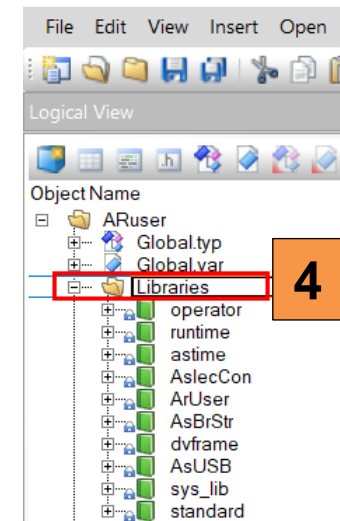 File Edit View Insert Open
Logical View
.h
Object Name
ARuser
Global.typ
Global.var
Libraries
4
operator
runtime
astime
AsIecCon
ArUser
AsBrStr
dvframe
AsUSB
sys_lib
standard